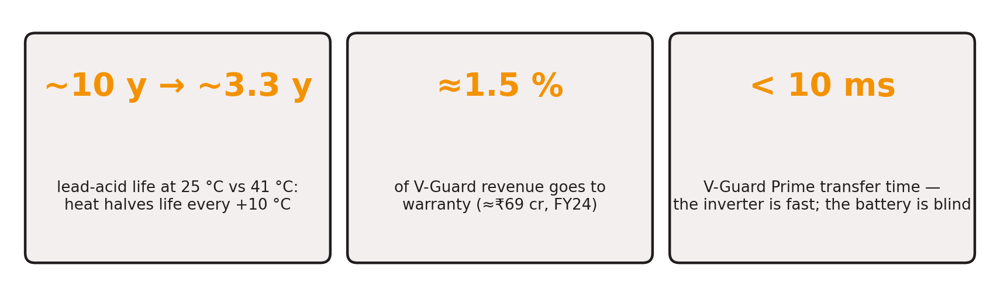 ~10 y → ~3.3 y
lead-acid life at 25 °C vs 41 °C:
heat halves life every +10 °C
≈1.5 %
of V-Guard revenue goes to
warranty (≈₹69 cr, FY24)
< 10 ms
V-Guard Prime transfer time —
the inverter is fast; the battery is blind